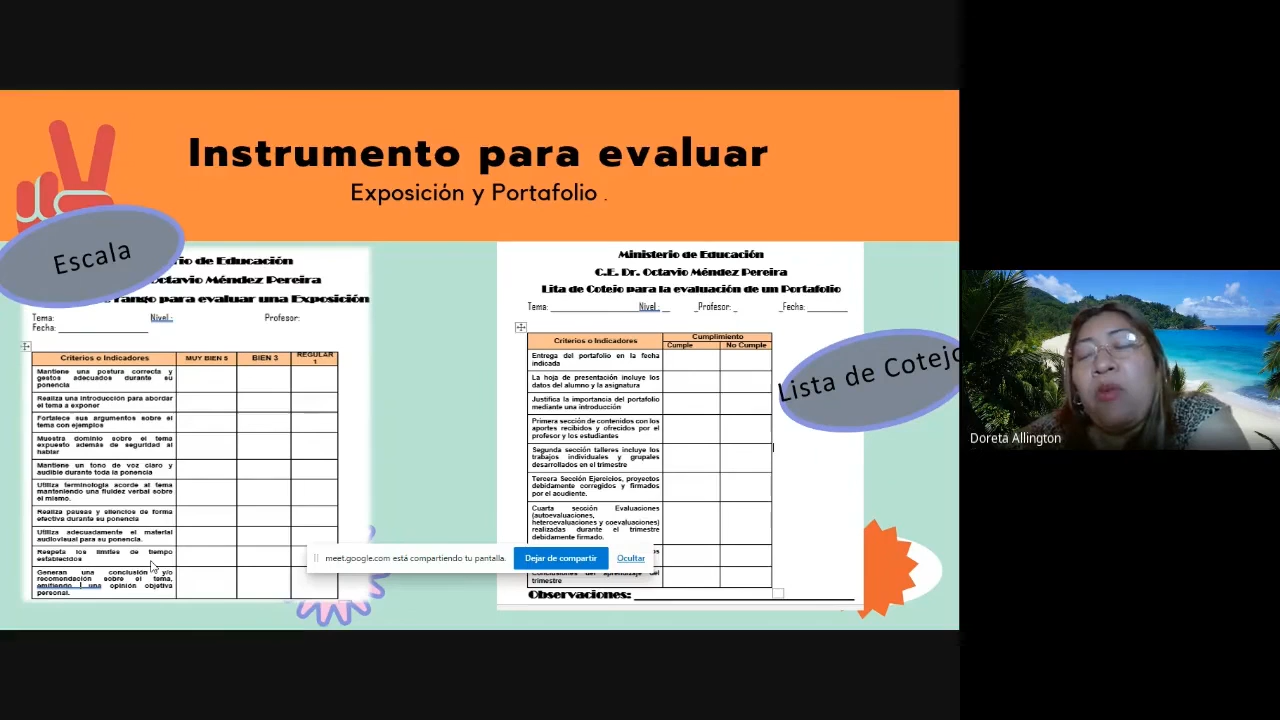 Instrumento para evaluar
Exposición y Portafolio .
Escala
de Educación
Octavio Méndez Pereira
rango para evaluar una Exposición
Tema: Nivel.: Profesor:
Fecha: ____________________
Criterios o Indicadores MUY BIEN 5 BIEN 3 REGULAR
1
Mantiene una postura correcta y
gestos adecuados durante su
ponencia
Realiza una introducción para abordar
el tema a exponer
Fortalece sus argumentos sobre el
tema con ejemplos
Muestra dominio sobre el tema
expuesto además de seguridad al
hablar
Mantiene un tono de voz claro y
audible durante toda la ponencia
Utiliza terminología acorde al tema
manteniendo una fluidez verbal sobre
el mismo.
Realiza pausas y silencios de forma
efectiva durante su ponencia
Utiliza adecuadamente el material
audiovisual para su ponencia.
Respeta los límites de tiempo
establecidos
Generan una conclusión y/o
recomendación sobre el tema,
emitiendo una opinión objetiva
personal.
Ministerio de Educación
C.E. Dr. Octavio Méndez Pereira
Lita de Cotejo para la evaluación de un Portafolio
Tema: ____________________ Nivel.: __ _Profesor: _ _Fecha: _________
Criterios o Indicadores Cumplimiento
Cumple No Cumple
Entrega del portafolio en la fecha
indicada
La hoja de presentación incluye los
datos del alumno y la asignatura
Justifica la importancia del portafolio
mediante una introducción
Primera sección de contenidos con los
aportes recibidos y ofrecidos por el
profesor y los estudiantes
Segunda sección talleres incluye los
trabajos individuales y grupales
desarrollados en el trimestre
Tercera Sección Ejercicios, proyectos
debidamente corregidos y firmados
por el acudiente.
Cuarta sección Evaluaciones
(autoevaluaciones,
heteroevaluaciones y coevaluaciones)
realizadas durante el trimestre
debidamente firmado.
Conclusiones del aprendizaje del
trimestre
Observaciones: ______________________________
Lista de Cotejo
meet.google.com está compartiendo tu pantalla. Dejar de compartir Ocultar
Doreta Allington